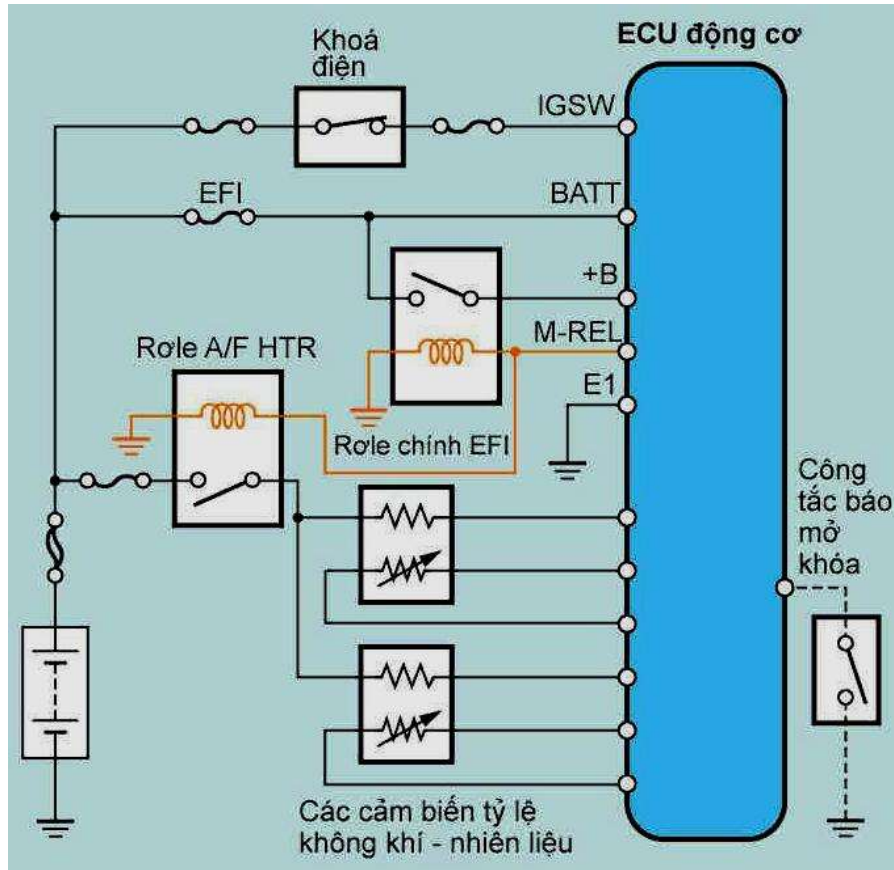 Khoá
điện
ECU động cơ
IGSW
EFI
BATT
+B
M-REL
Rơle A/F HTR
E1
Rơle chính EFI
Công
tắc báo
mở
khóa
Các cảm biến tỷ lệ
không khí - nhiên liệu